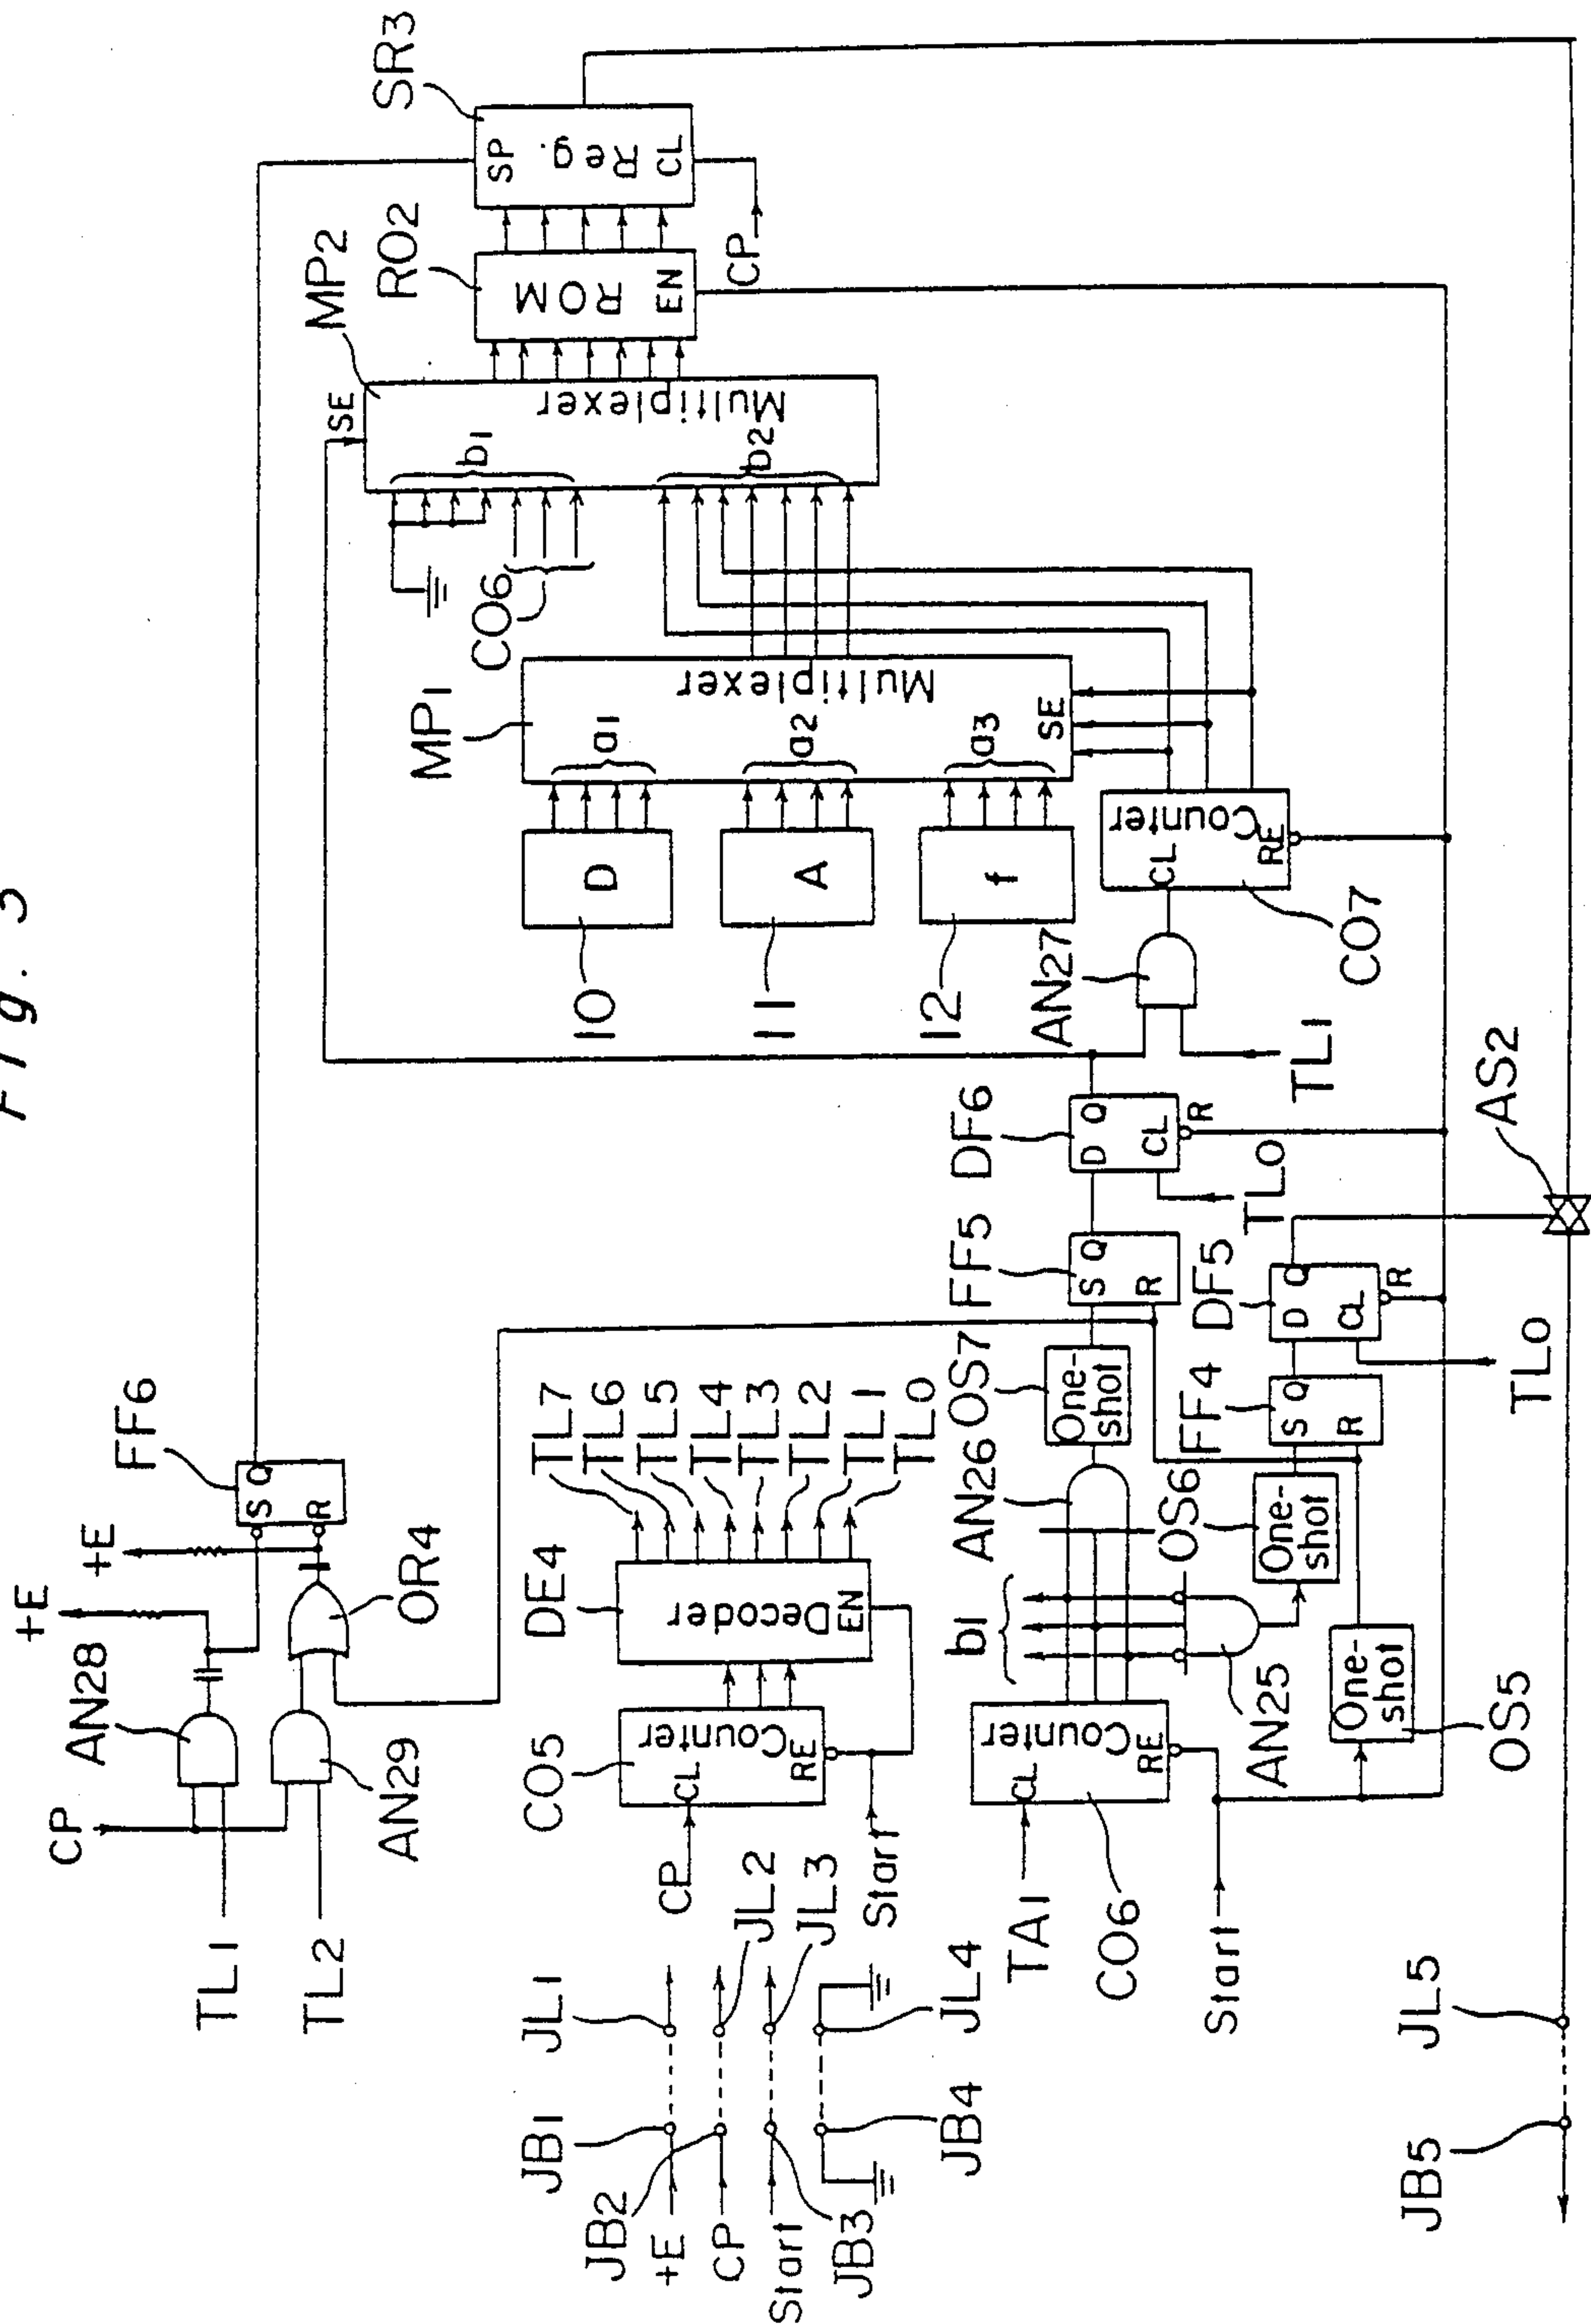 Fig. 3
+E
+E
CP
TL1
TL2
AN28
AN29
OR4
FF6
S Q
R
SR3
SP
Reg.
CL
CP
RO2
ROM
EN
MP2
SE
Multiplexer
b1
b2
CO6
MP1
Multiplexer
a1
a2
a3
SE
D
A
f
10
11
12
Counter
CL
RE
CO7
AN27
TL1
DE4
Decoder
EN
TL7
TL6
TL5
TL4
TL3
TL2
TL1
TL0
CO5
Counter
CL
RE
CP
Start
JB1
JL1
JB2
JL2
+E
CP
Start
JL3
JB3
JB4
JL4
TA1
CO6
Counter
CL
RE
Start
b1
AN26
AN25
OS7
One-shot
OS6
One-shot
OS5
One-shot
FF5
S Q
R
DF6
D Q
CL
R
TL0
FF4
S Q
R
DF5
D Q
CL
R
TL0
AS2
JL5
JB5